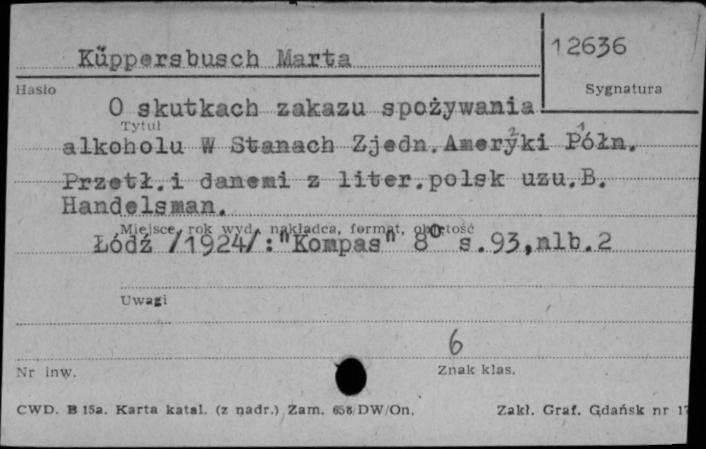 12636
Küppersbusch Marta
Hasło
Sygnatura
O skutkach zakazu spożywania
Tytuł
alkoholu W Stanach Zjedn.Ameryki Półn.
2 1
Przetł.i danemi z liter.polsk uzu.B.
Handelsman.
Miejsce, rok wyd., nakładca, format, objętość
Łódź /1924/:"Kompas" 8° s.93,nlb.2
Uwagi
6
Nr inw.
Znak klas.
CWD. B 15a. Karta katal. (z nadr.) Zam. 658/DW/On.
Zakł. Graf. Gdańsk nr